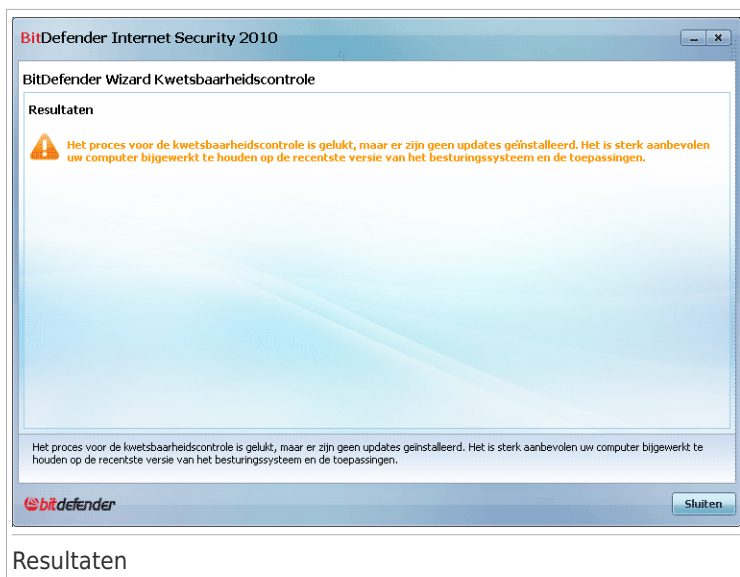 BitDefender Internet Security 2010
BitDefender Wizard Kwetsbaarheidscontrole
Resultaten
Het proces voor de kwetsbaarheidscontrole is gelukt, maar er zijn geen updates geïnstalleerd. Het is sterk aanbevolen
uw computer bijgewerkt te houden op de recentste versie van het besturingssysteem en de toepassingen.
Het proces voor de kwetsbaarheidscontrole is gelukt, maar er zijn geen updates geïnstalleerd. Het is sterk aanbevolen uw computer bijgewerkt te
houden op de recentste versie van het besturingssysteem en de toepassingen.
bitdefender
Sluiten
Resultaten